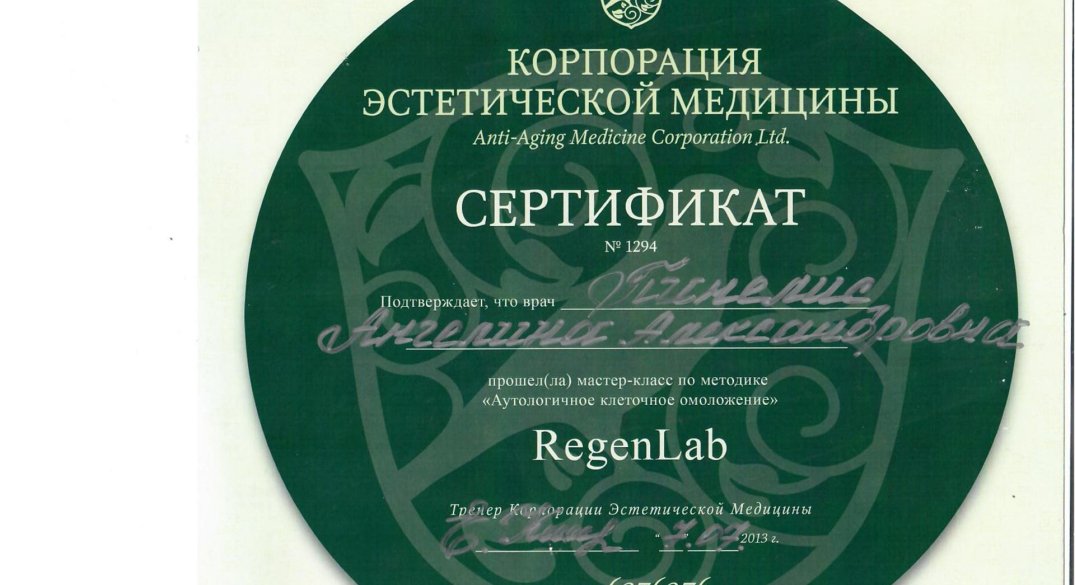 КОРПОРАЦИЯ
ЭСТЕТИЧЕСКОЙ МЕДИЦИНЫ
Anti-Aging Medicine Corporation Ltd.
СЕРТИФИКАТ
№ 1294
Подтверждает, что врач
Ангелина Александровна
прошел(ла) мастер-класс по методике
«Аутологичное клеточное омоложение»
RegenLab
Тренер Корпорации Эстетической Медицины
" 7." 07. 2013 г.